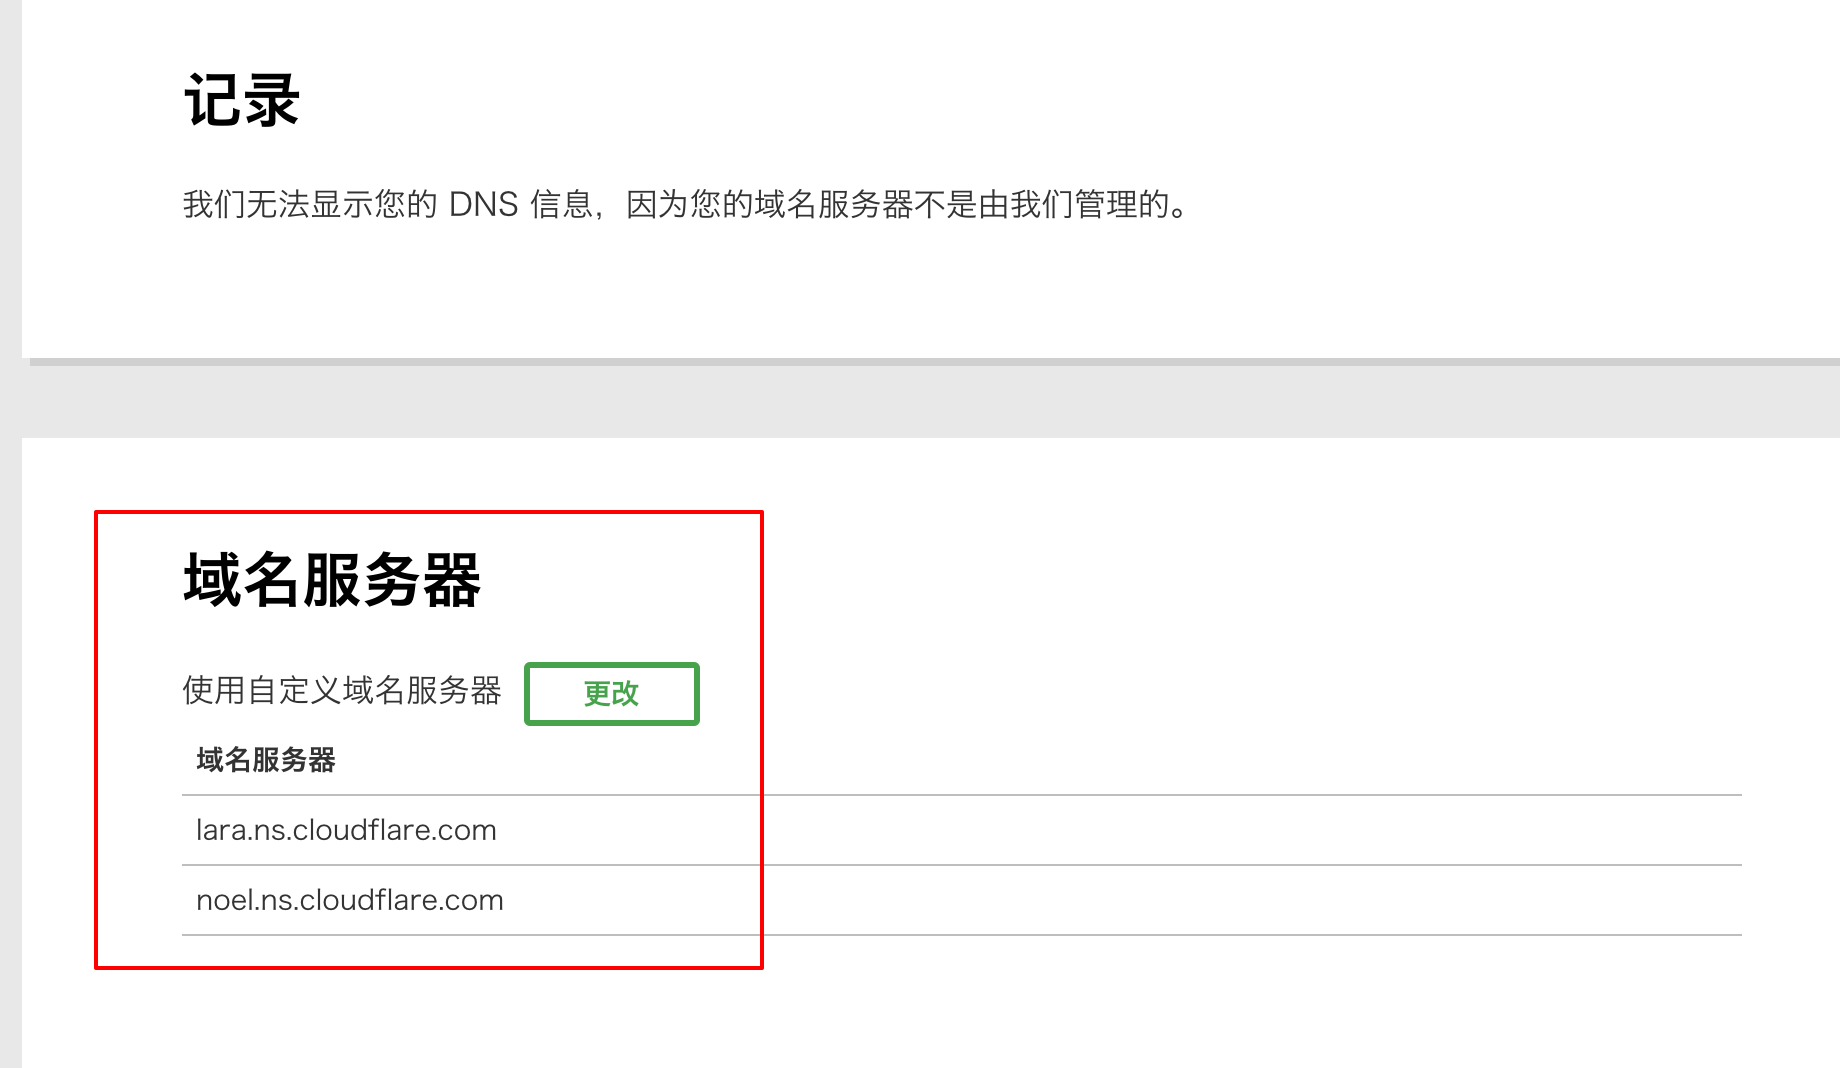 记录
我们无法显示您的 DNS 信息，因为您的域名服务器不是由我们管理的。
域名服务器
使用自定义域名服务器 更改
域名服务器
lara.ns.cloudflare.com
noel.ns.cloudflare.com